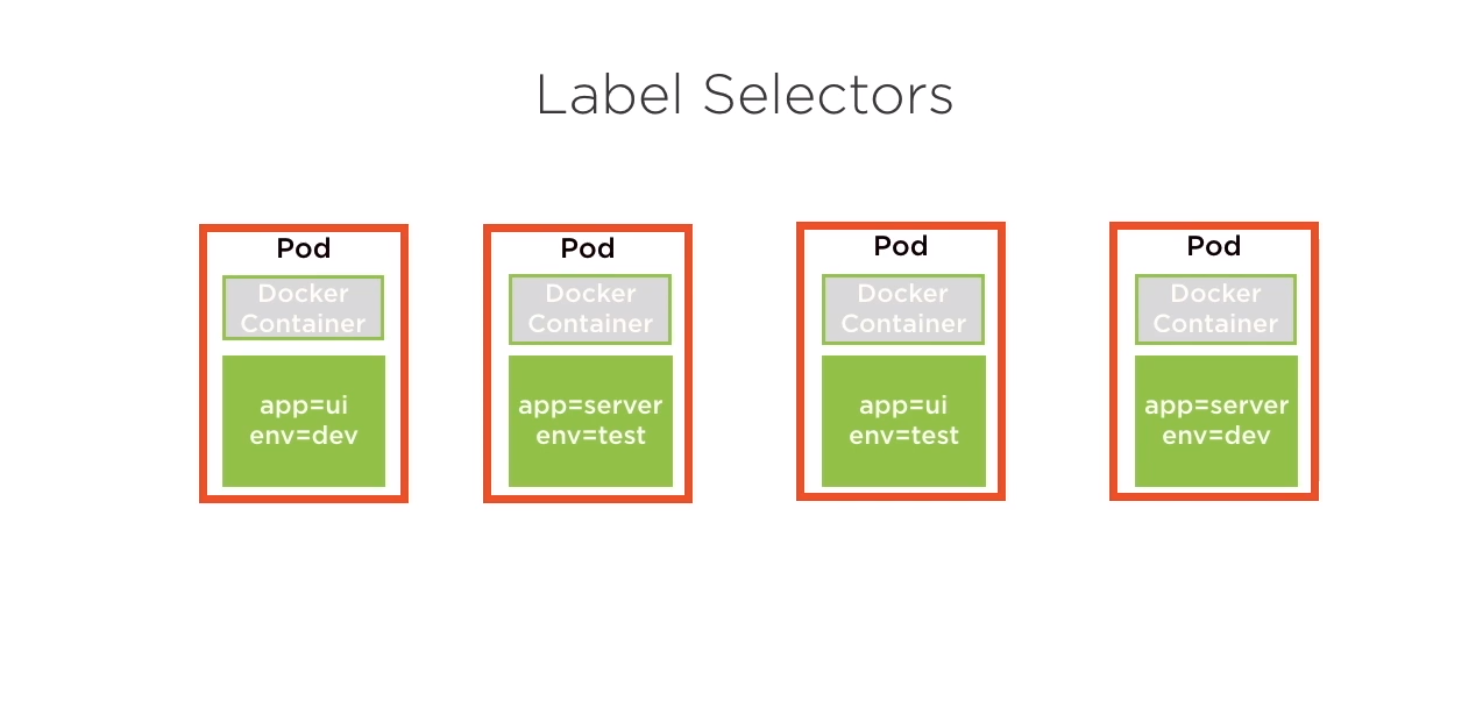 Label Selectors
Pod
Docker
Container
app=ui
env=dev
Pod
Docker
Container
app=server
env=test
Pod
Docker
Container
app=ui
env=test
Pod
Docker
Container
app=server
env=dev